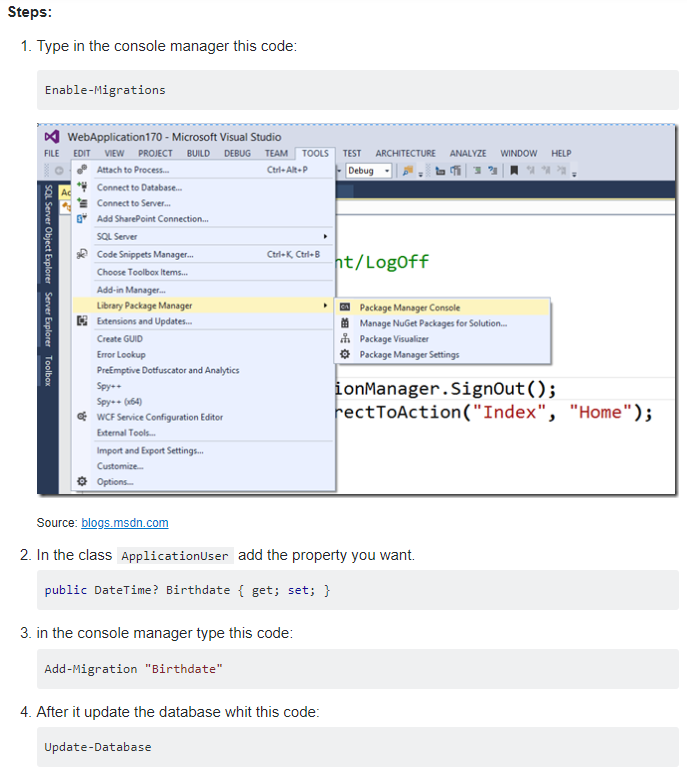 Steps:
1. Type in the console manager this code:
Enable-Migrations
WebApplication170 - Microsoft Visual Studio
FILE EDIT VIEW PROJECT BUILD DEBUG TEAM TOOLS TEST ARCHITECTURE ANALYZE WINDOW HELP
Debug
SQL Server Object Explorer
Server Explorer
Toolbox
Ac
Attach to Process... Ctrl+Alt+P
Connect to Database...
Connect to Server...
Add SharePoint Connection...
SQL Server
Code Snippets Manager... Ctrl+K, Ctrl+B
Choose Toolbox Items...
Add-in Manager...
Library Package Manager
Extensions and Updates...
Create GUID
Error Lookup
PreEmptive Dotfuscator and Analytics
Spy++
Spy++ (x64)
WCF Service Configuration Editor
External Tools...
Import and Export Settings...
Customize...
Options...
Package Manager Console
Manage NuGet Packages for Solution...
Package Visualizer
Package Manager Settings
nt/LogOff
ionManager.SignOut();
rectToAction("Index", "Home");
Source: blogs.msdn.com
2. In the class ApplicationUser add the property you want.
public DateTime? Birthdate { get; set; }
3. in the console manager type this code:
Add-Migration "Birthdate"
4. After it update the database whit this code:
Update-Database